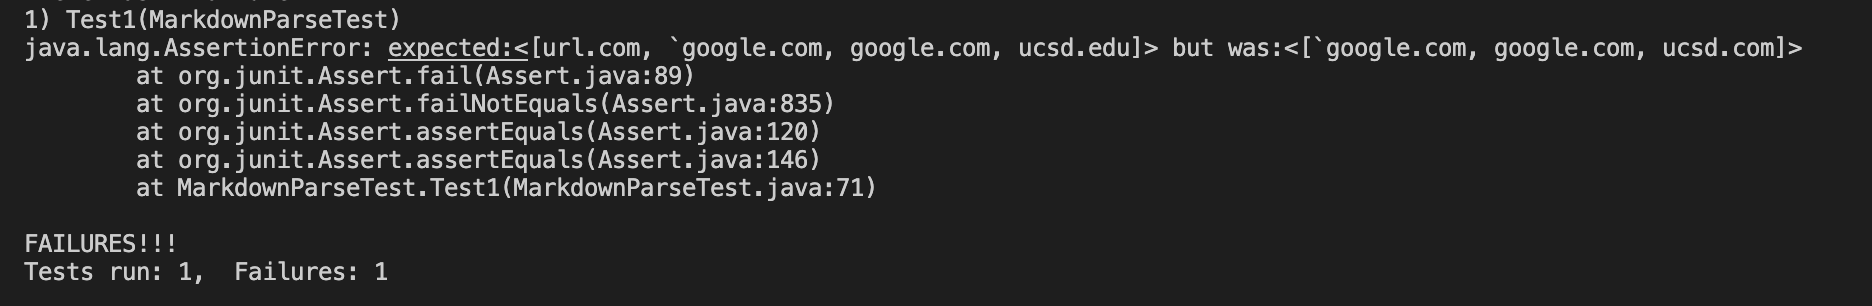 1) Test1(MarkdownParseTest)
java.lang.AssertionError: expected:<[url.com, `google.com, google.com, ucsd.edu]> but was:<[`google.com, google.com, ucsd.com]>
        at org.junit.Assert.fail(Assert.java:89)
        at org.junit.Assert.failNotEquals(Assert.java:835)
        at org.junit.Assert.assertEquals(Assert.java:120)
        at org.junit.Assert.assertEquals(Assert.java:146)
        at MarkdownParseTest.Test1(MarkdownParseTest.java:71)

FAILURES!!!
Tests run: 1,  Failures: 1